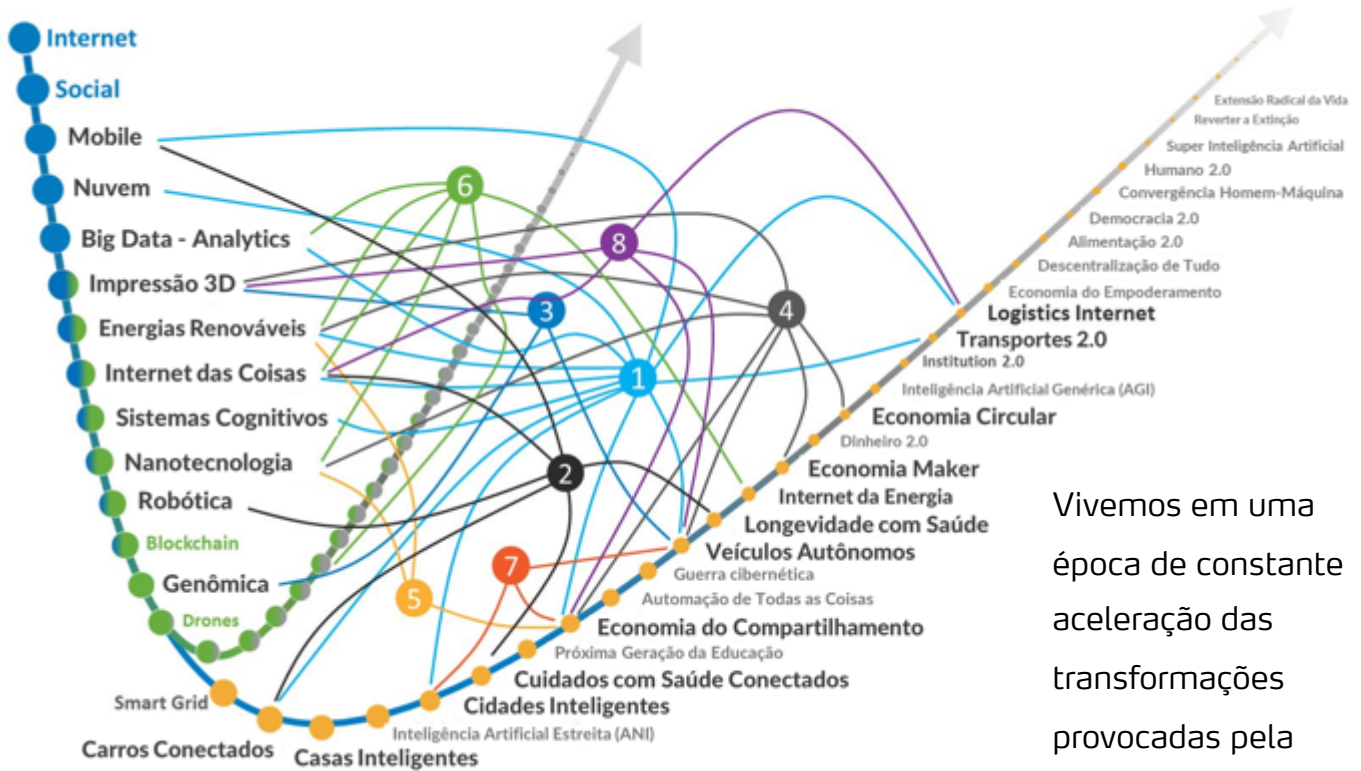 Internet
Social
Mobile
Nuvem
Big Data - Analytics
Impressão 3D
Energias Renováveis
Internet das Coisas
Sistemas Cognitivos
Nanotecnologia
Robótica
Blockchain
Genômica
Drones
Smart Grid
Carros Conectados
Casas Inteligentes
Inteligência Artificial Estreita (ANI)
Cidades Inteligentes
Cuidados com Saúde Conectados
Próxima Geração da Educação
Economia do Compartilhamento
Automação de Todas as Coisas
Guerra cibernética
Veículos Autônomos
Longevidade com Saúde
Internet da Energia
Economia Maker
Dinheiro 2.0
Economia Circular
Inteligência Artificial Genérica (AGI)
Institution 2.0
Transportes 2.0
Logistics Internet
Economia do Empoderamento
Descentralização de Tudo
Alimentação 2.0
Democracia 2.0
Convergência Homem-Máquina
Humano 2.0
Super Inteligência Artificial
Reverter a Extinção
Extensão Radical da Vida
6
8
3
4
1
2
7
5
Vivemos em uma
época de constante
aceleração das
transformações
provocadas pela